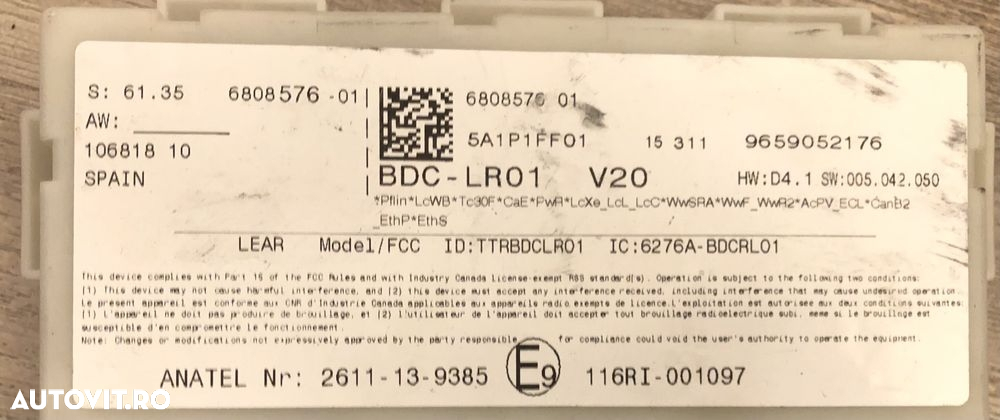 S: 61.35 6808576 -01
AW:
106818 10
SPAIN
6808576 01
5A1P1FF01 15 311 9659052176
BDC-LR01 V20 HW:D4.1 SW:005.042.050
*Pflin*LcWB*Tc30F*CaE*PwR*LcXe_LcL_LcC*WwSRA*WwF_WwR2*AcPV_ECL*CanB2
_EthP*EthS
LEAR Model/FCC ID:TTRBDCLR01 IC:6276A-BDCRL01
This device complies with Part 15 of the FCC Rules and with Industry Canada license-exempt RSS standard(s). Operation is subject to the following two conditions:
(1) This device may not cause harmful interference, and (2) this device must accept any interference received, including interference that may cause undesired operation.
Le present appareil est conforme aux CNR d'Industrie Canada applicables aux appareils radio exempts de licence.L'exploitation est autorisee aux deux conditions suivantes:
(1) L'appareil ne doit pas produire de brouillage, et (2) l'utilisateur de l'appareil doit accepter tout brouillage radioelectrique subi, meme si le brouillage est
susceptible d'en compromettre le fonctionnement.
Note: Changes or modifications not expressively approved by the party responsible for compliance could void the user's authority to operate the equipment.
ANATEL Nr: 2611-13-9385 E9 116RI-001097
AUTOVIT.RO